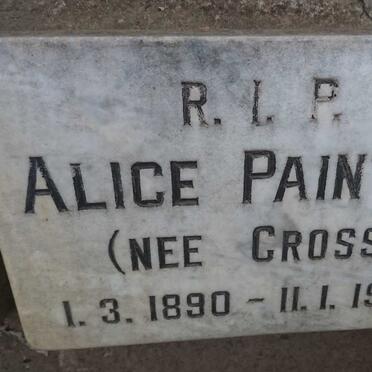 R. I. P.
ALICE PAIN
(NEE CROSS
1. 3. 1890 - 11. 1. 19